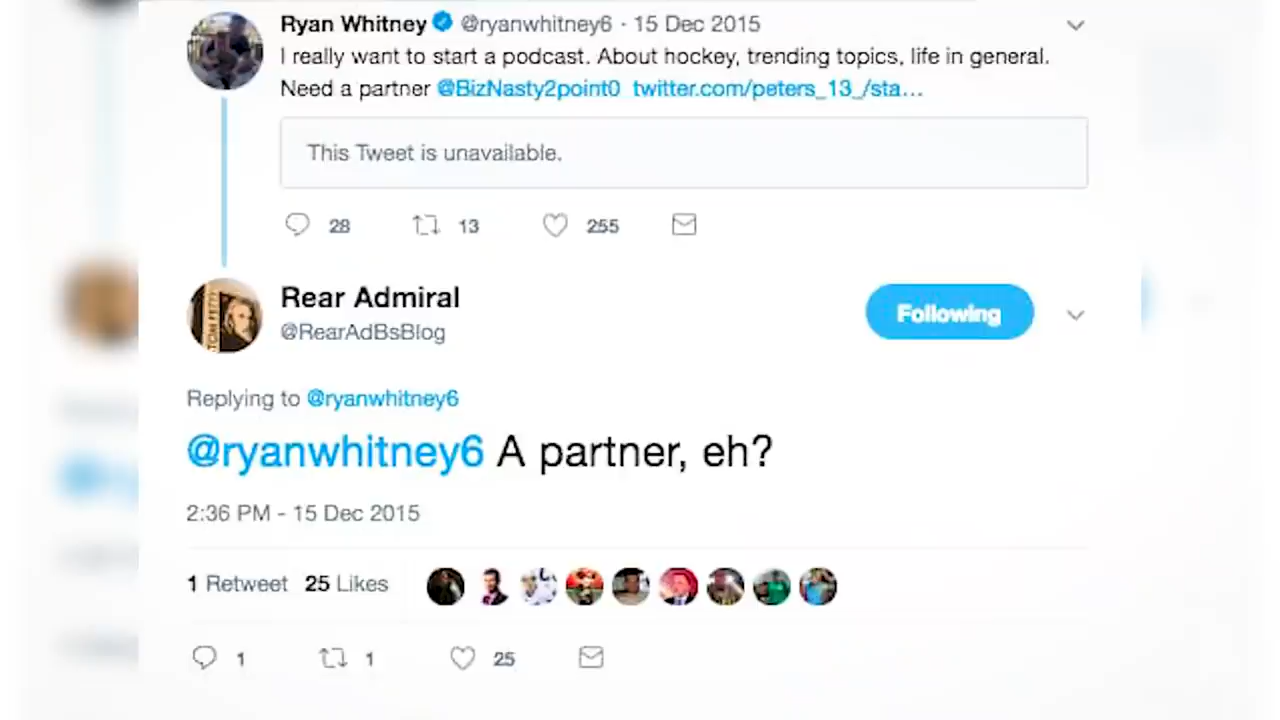 Ryan Whitney @ryanwhitney6 · 15 Dec 2015
I really want to start a podcast. About hockey, trending topics, life in general.
Need a partner @BizNasty2point0 twitter.com/peters_13_/sta...
This Tweet is unavailable.
28 13 255
Rear Admiral
Following
@RearAdBsBlog
Replying to @ryanwhitney6
@ryanwhitney6 A partner, eh?
2:36 PM - 15 Dec 2015
1 Retweet 25 Likes
1 1 25